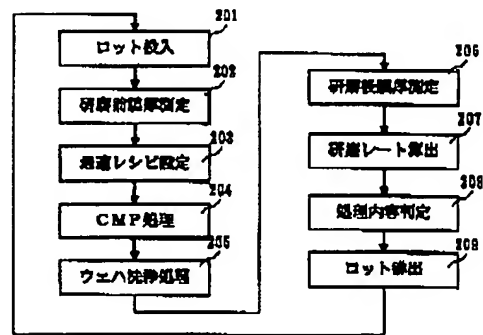 201
ロット投入
202
研磨前膜厚測定
203
最適レシピ設定
204
CMP処理
205
ウエハ洗浄処理
206
研磨後膜厚測定
207
研磨レート算出
208
処理内容判定
209
ロット排出